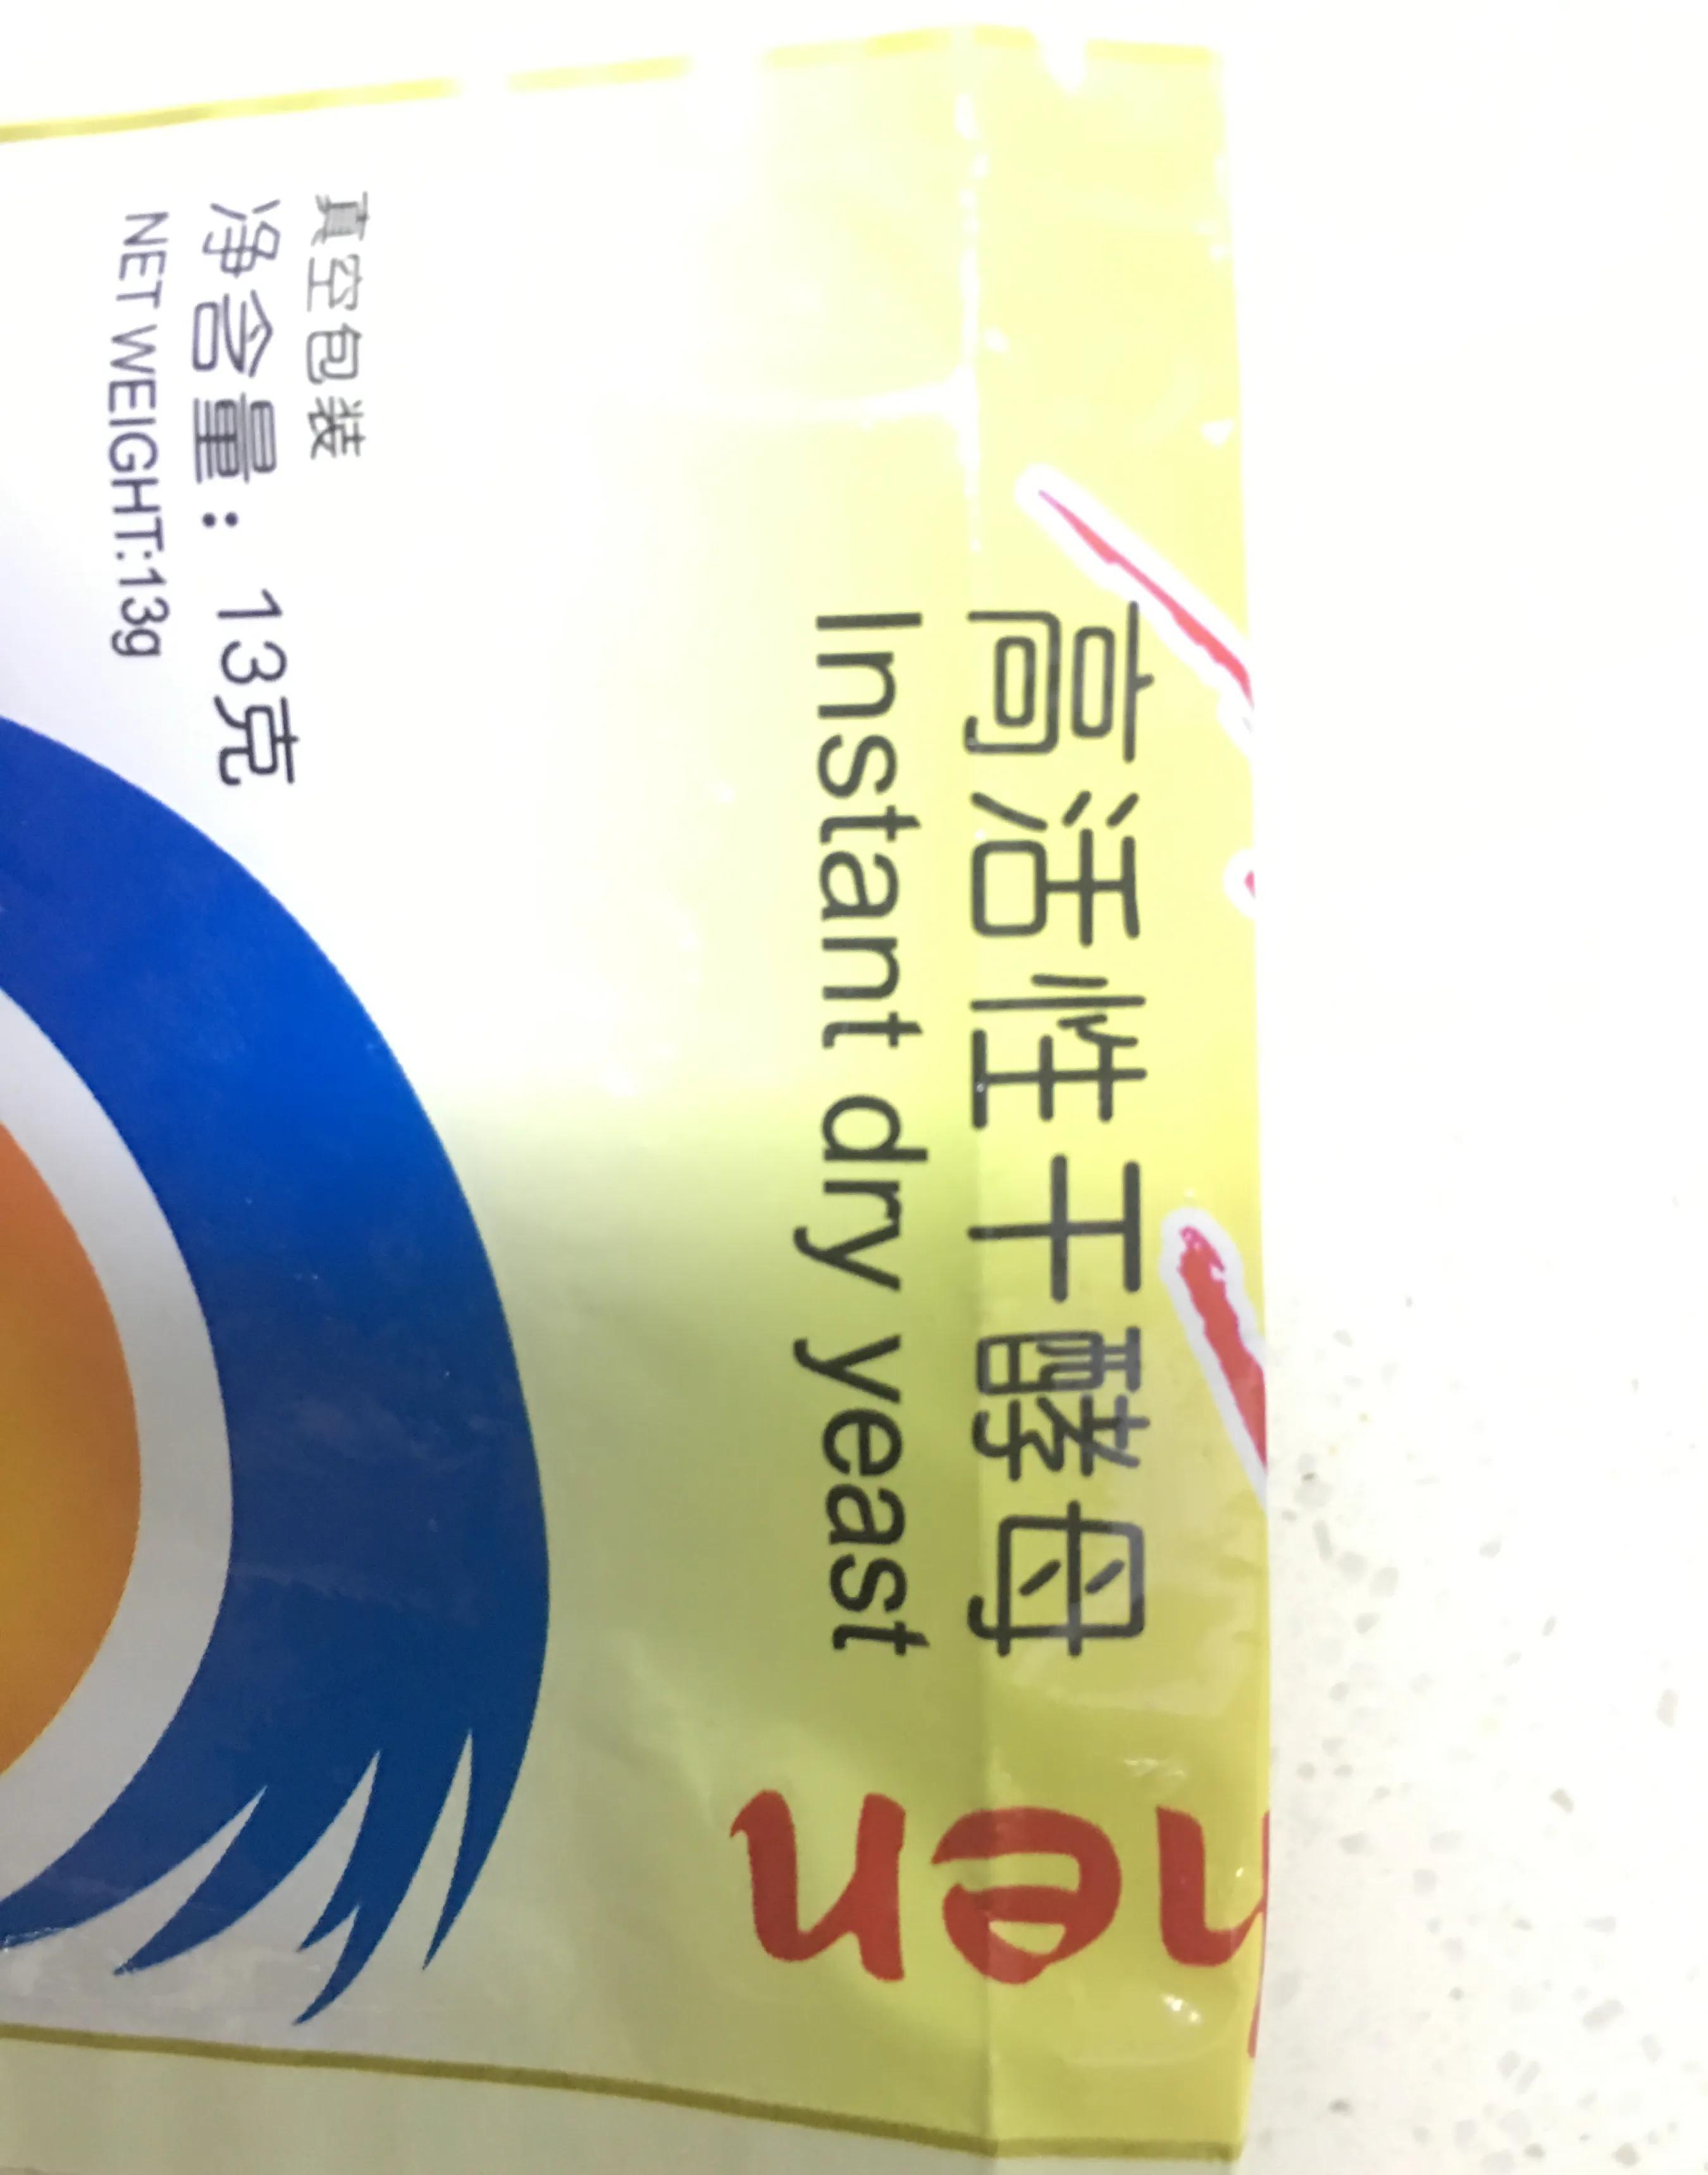 高活性干酵母
Instant dry yeast
真空包装
净含量：13克
NET WEIGHT:13g